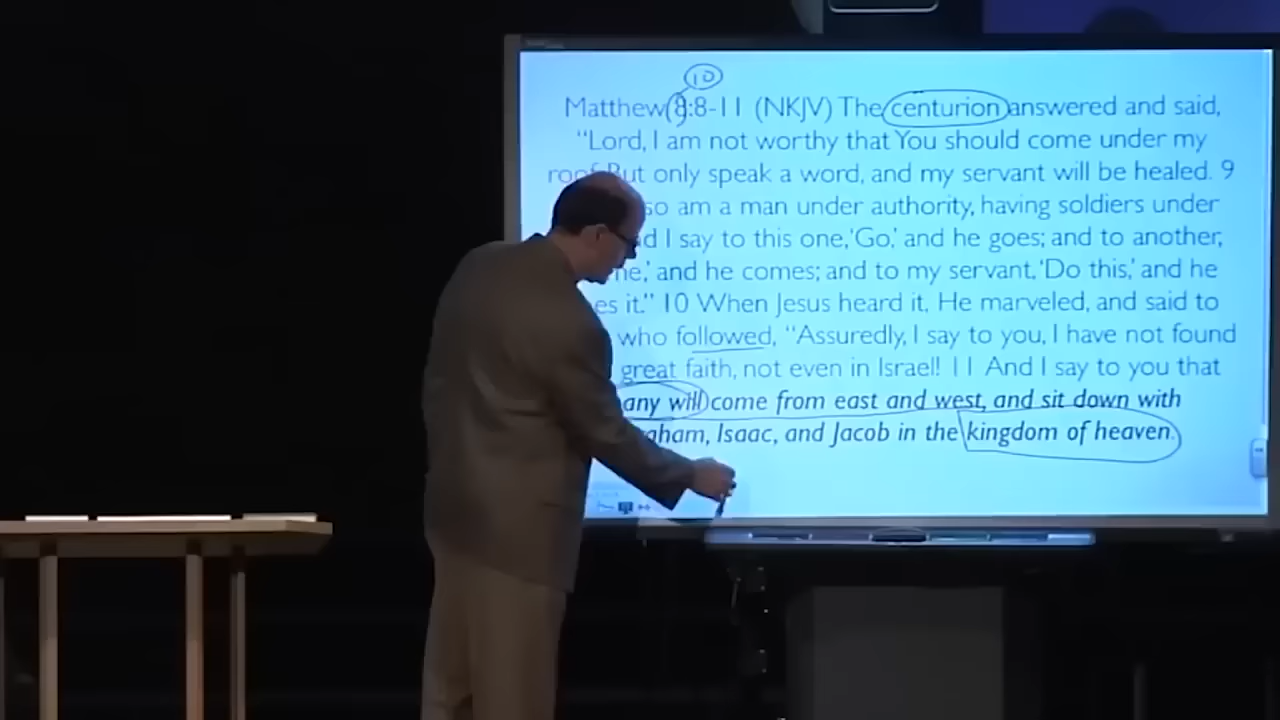 10
Matthew 8:8-11 (NKJV) The centurion answered and said,
“Lord, I am not worthy that You should come under my
But only speak a word, and my servant will be healed. 9
so am a man under authority, having soldiers under
I say to this one, ‘Go,’ and he goes; and to another,
and he comes; and to my servant, ‘Do this,’ and he
it.” 10 When Jesus heard it, He marveled, and said to
who followed, “Assuredly, I say to you, I have not found
great faith, not even in Israel! 11 And I say to you that
will come from east and west, and sit down with
Isaac, and Jacob in the kingdom of heaven.